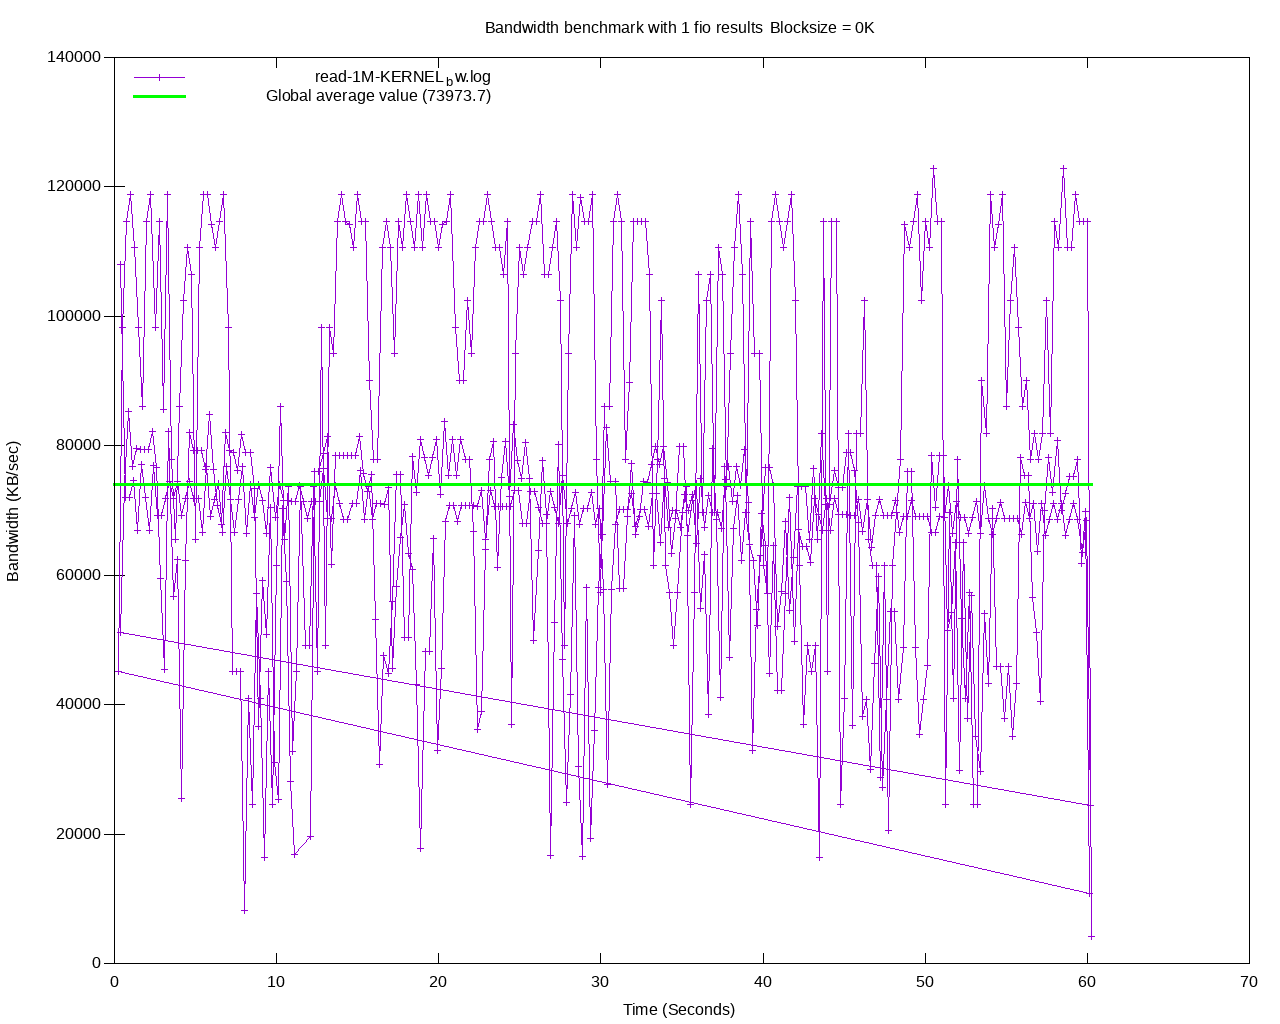 Bandwidth benchmark with 1 fio results Blocksize = 0K
140000
120000
100000
80000
60000
40000
20000
0
Bandwidth (KB/sec)
read-1M-KERNEL_bw.log
Global average value (73973.7)
0 10 20 30 40 50 60 70
Time (Seconds)